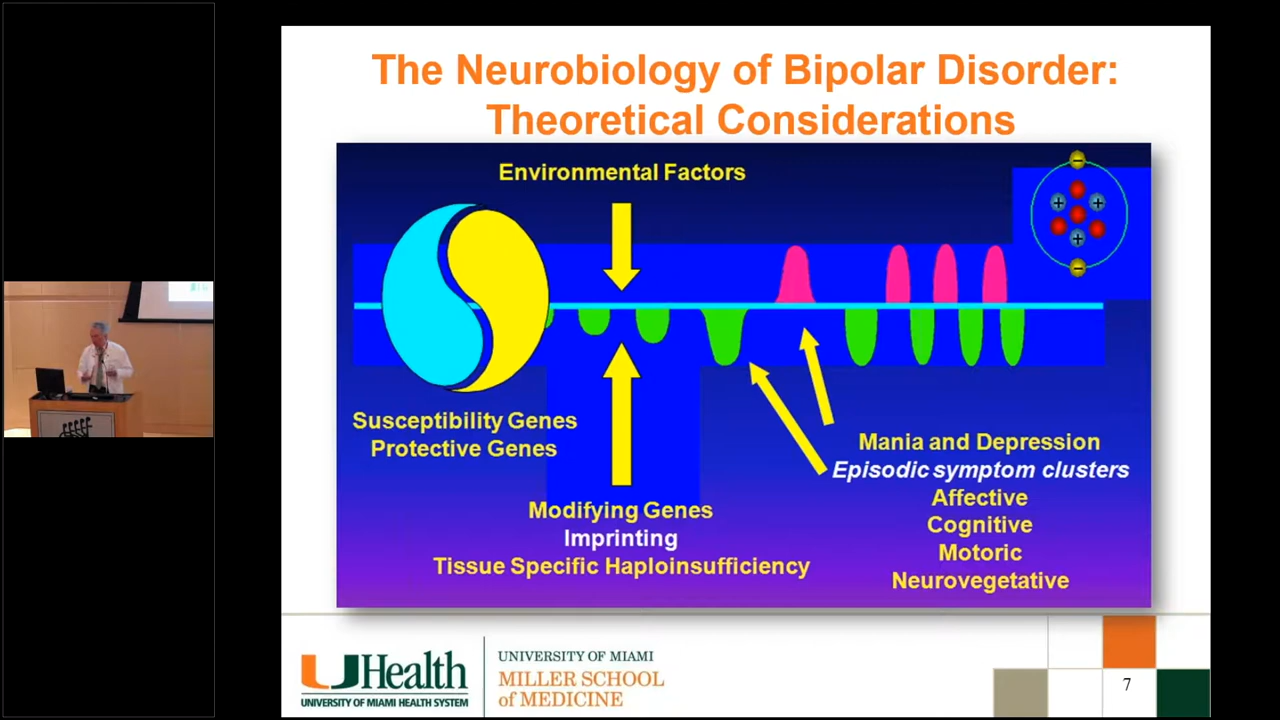 The Neurobiology of Bipolar Disorder:
Theoretical Considerations
Environmental Factors
Susceptibility Genes
Protective Genes
Modifying Genes
Imprinting
Tissue Specific Haploinsufficiency
Mania and Depression
Episodic symptom clusters
Affective
Cognitive
Motoric
Neurovegetative
UHealth
UNIVERSITY OF MIAMI HEALTH SYSTEM
UNIVERSITY OF MIAMI
MILLER SCHOOL
of MEDICINE
7